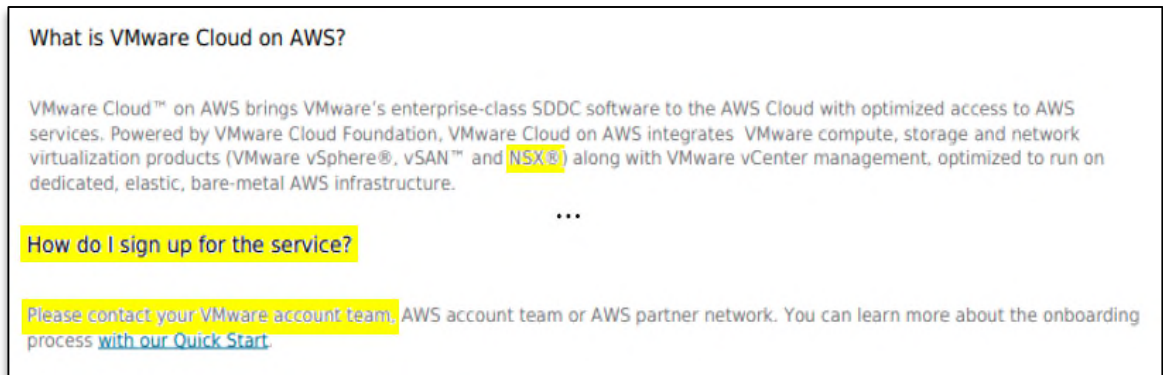 What is VMware Cloud on AWS?
VMware Cloud™ on AWS brings VMware's enterprise-class SDDC software to the AWS Cloud with optimized access to AWS
services. Powered by VMware Cloud Foundation, VMware Cloud on AWS integrates VMware compute, storage and network
virtualization products (VMware vSphere®, vSAN™ and NSX®) along with VMware vCenter management, optimized to run on
dedicated, elastic, bare-metal AWS infrastructure.
...
How do I sign up for the service?
Please contact your VMware account team, AWS account team or AWS partner network. You can learn more about the onboarding
process with our Quick Start.